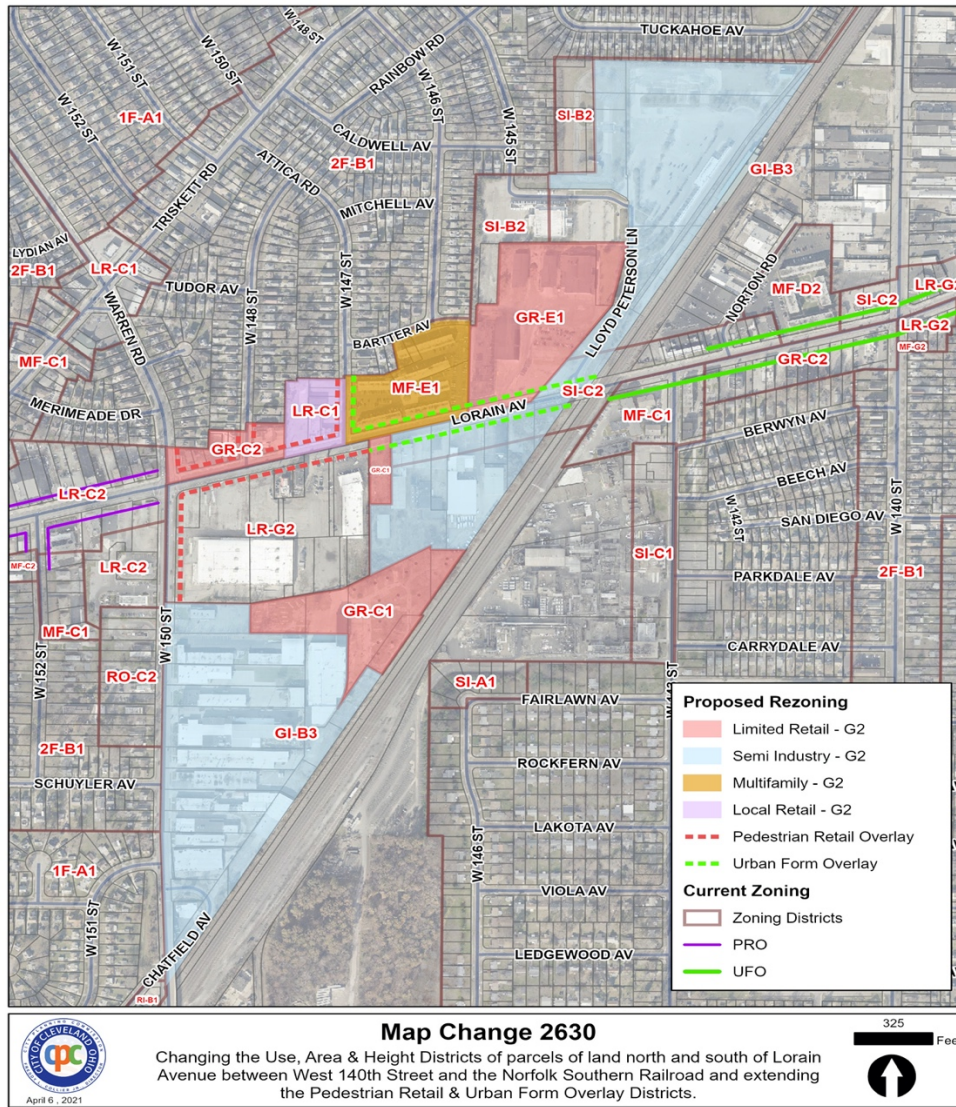 TUCKAHOE AV
W 148 ST
W 150 ST
W 151 ST
W 152 ST
RAINBOW RD
W 146 ST
W 145 ST
1F-A1
SI-B2
CALDWELL AV
2F-B1
ATTICA RD
TRISKETT RD
GI-B3
MITCHELL AV
SI-B2
LYDIAN AV
2F-B1
LR-C1
W 147 ST
W 148 ST
TUDOR AV
WARREN RD
LLOYD PETERSON LN
NORTON RD
MF-D2
SI-C2
LR-G2
LR-G2
MF-G2
GR-E1
BARTTER AV
MF-C1
MF-E1
GR-C2
SI-C2
LORAIN AV
MERIMEADE DR
LR-C1
MF-C1
BERWYN AV
GR-C2
GR-C1
BEECH AV
W 140 ST
LR-C2
LR-G2
W 142 ST
SAN DIEGO AV
MF-C2
LR-C2
SI-C1
PARKDALE AV
2F-B1
GR-C1
MF-C1
W 150 ST
CARRYDALE AV
W 152 ST
RO-C2
SI-A1
FAIRLAWN AV
GI-B3
2F-B1
ROCKFERN AV
SCHUYLER AV
W 146 ST
LAKOTA AV
1F-A1
VIOLA AV
W 151 ST
CHATFIELD AV
LEDGEWOOD AV
RI-B1
Proposed Rezoning
Limited Retail - G2
Semi Industry - G2
Multifamily - G2
Local Retail - G2
Pedestrian Retail Overlay
Urban Form Overlay
Current Zoning
Zoning Districts
PRO
UFO
CITY PLANNING COMMISSION
CITY OF CLEVELAND OHIO
cpc
April 6 , 2021
Map Change 2630
Changing the Use, Area & Height Districts of parcels of land north and south of Lorain
Avenue between West 140th Street and the Norfolk Southern Railroad and extending
the Pedestrian Retail & Urban Form Overlay Districts.
325
Feet